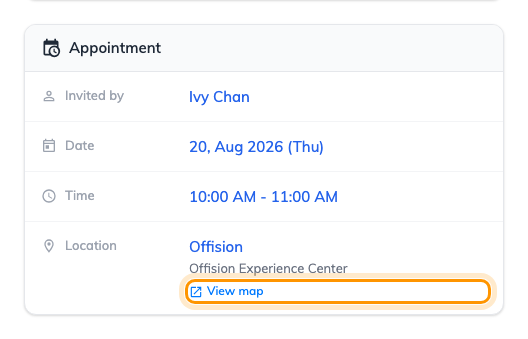 Appointment
Invited by
Ivy Chan
Date
20, Aug 2026 (Thu)
Time
10:00 AM - 11:00 AM
Location
Offision
Offision Experience Center
View map